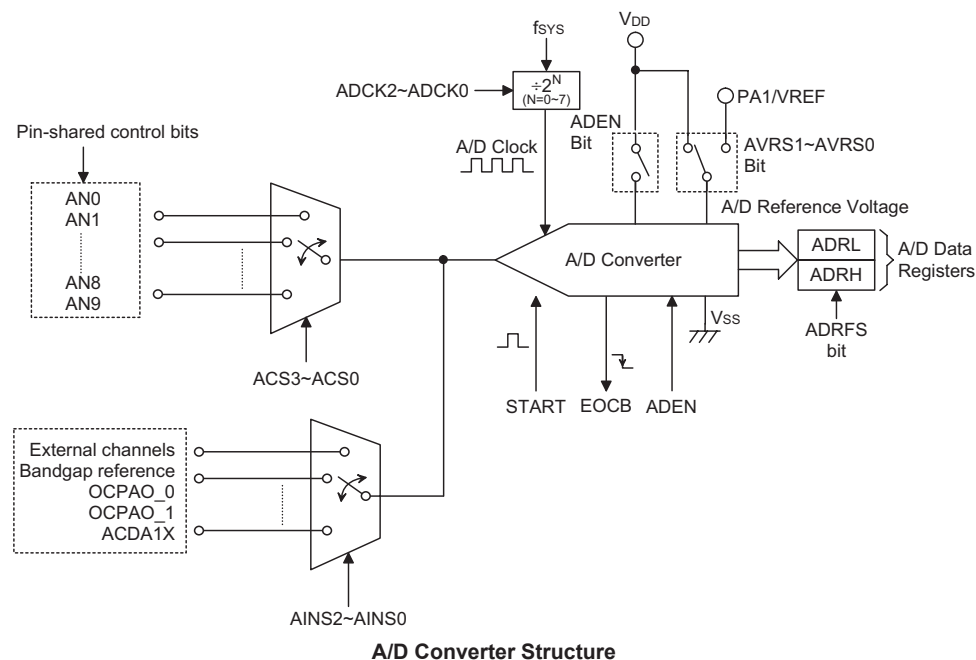 fSYS
VDD
ADCK2~ADCK0
÷2N
(N=0~7)
PA1/VREF
ADEN
Bit
AVRS1~AVRS0
Bit
Pin-shared control bits
A/D Clock
AN0
AN1
AN8
AN9
A/D Reference Voltage
A/D Converter
ADRL
ADRH
A/D Data
Registers
VSS
ADRFS
bit
ACS3~ACS0
START
EOCB
ADEN
External channels
Bandgap reference
OCPAO_0
OCPAO_1
ACDA1X
AINS2~AINS0
A/D Converter Structure